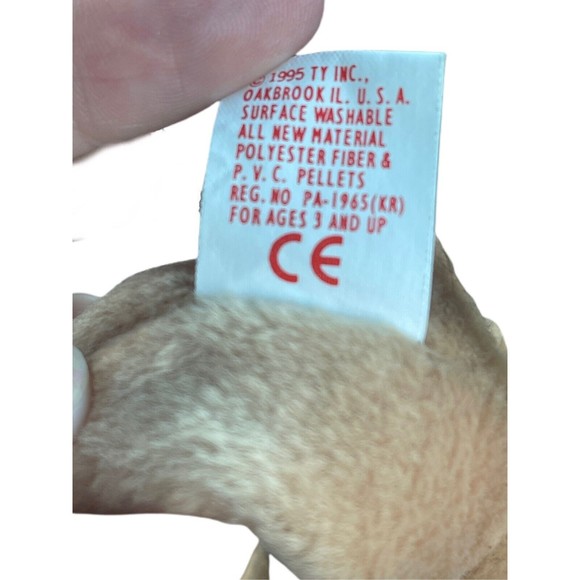 © 1995 TY INC.,
OAKBROOK IL. U.S.A.
SURFACE WASHABLE
ALL NEW MATERIAL
POLYESTER FIBER &
P.V.C. PELLETS
REG. NO PA-1965(KR)
FOR AGES 3 AND UP
CE